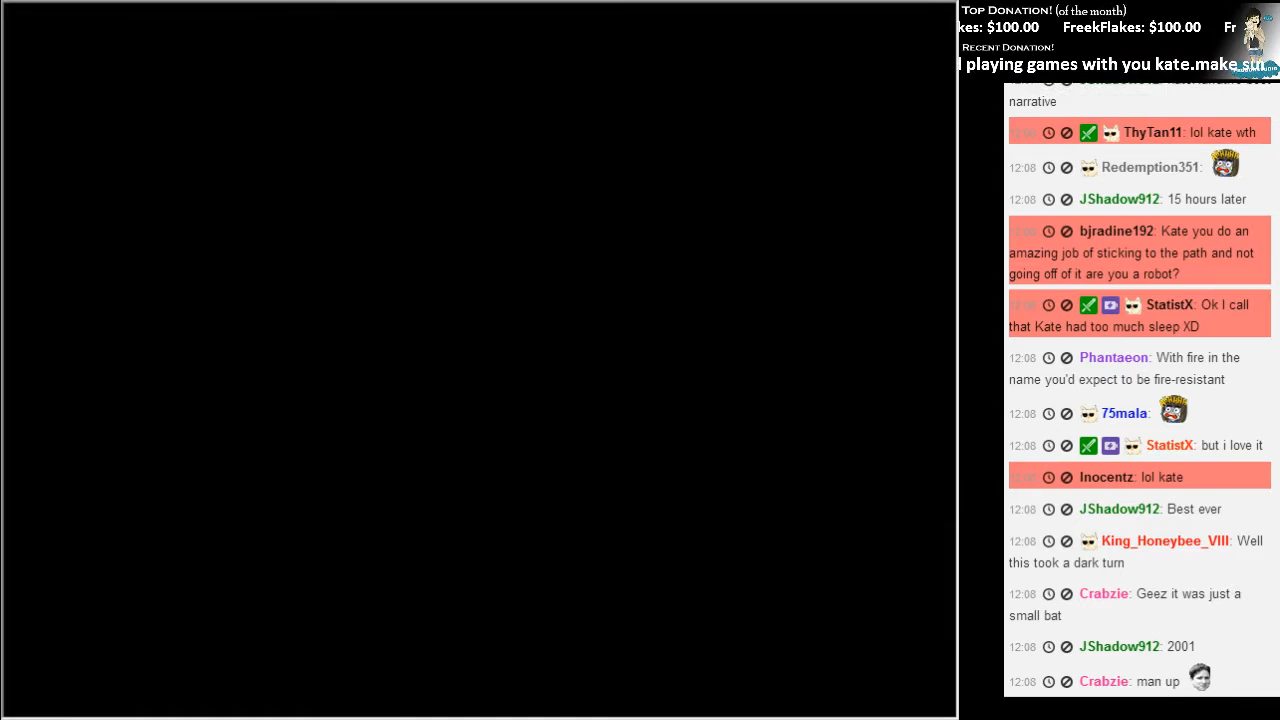 TOP DONATION! (of the month)
kes: $100.00 FreekFlakes: $100.00 Fr
RECENT DONATION!
playing games with you kate.make sur
narrative
ThyTan11: lol kate wth
12:08 Redemption351:
12:08 JShadow912: 15 hours later
bjradine192: Kate you do an
amazing job of sticking to the path and not
going off of it are you a robot?
StatistX: Ok I call
that Kate had too much sleep XD
12:08 Phantaeon: With fire in the
name you'd expect to be fire-resistant
12:08 75mala:
12:08 StatistX: but i love it
Inocentz: lol kate
12:08 JShadow912: Best ever
12:08 King_Honeybee_VIII: Well
this took a dark turn
12:08 Crabzie: Geez it was just a
small bat
12:08 JShadow912: 2001
12:08 Crabzie: man up